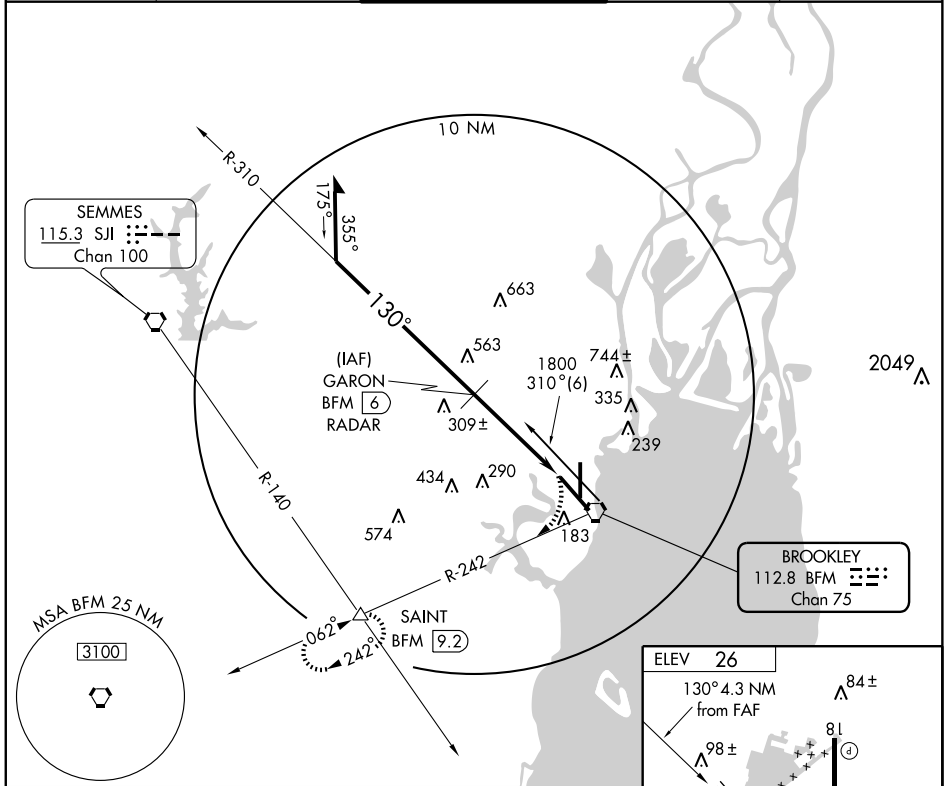 10 NM
R-310
175°
355°
SEMMES
115.3 SJI
Chan 100
130°
663
563
(IAF)
GARON
BFM 6
RADAR
309±
1800
310°(6)
744±
335
239
2049
434
290
574
183
R-140
R-242
BROOKLEY
112.8 BFM
Chan 75
SAINT
BFM 9.2
062°
242°
MSA BFM 25 NM
3100
ELEV 26
130° 4.3 NM
from FAF
84±
98±
18
P